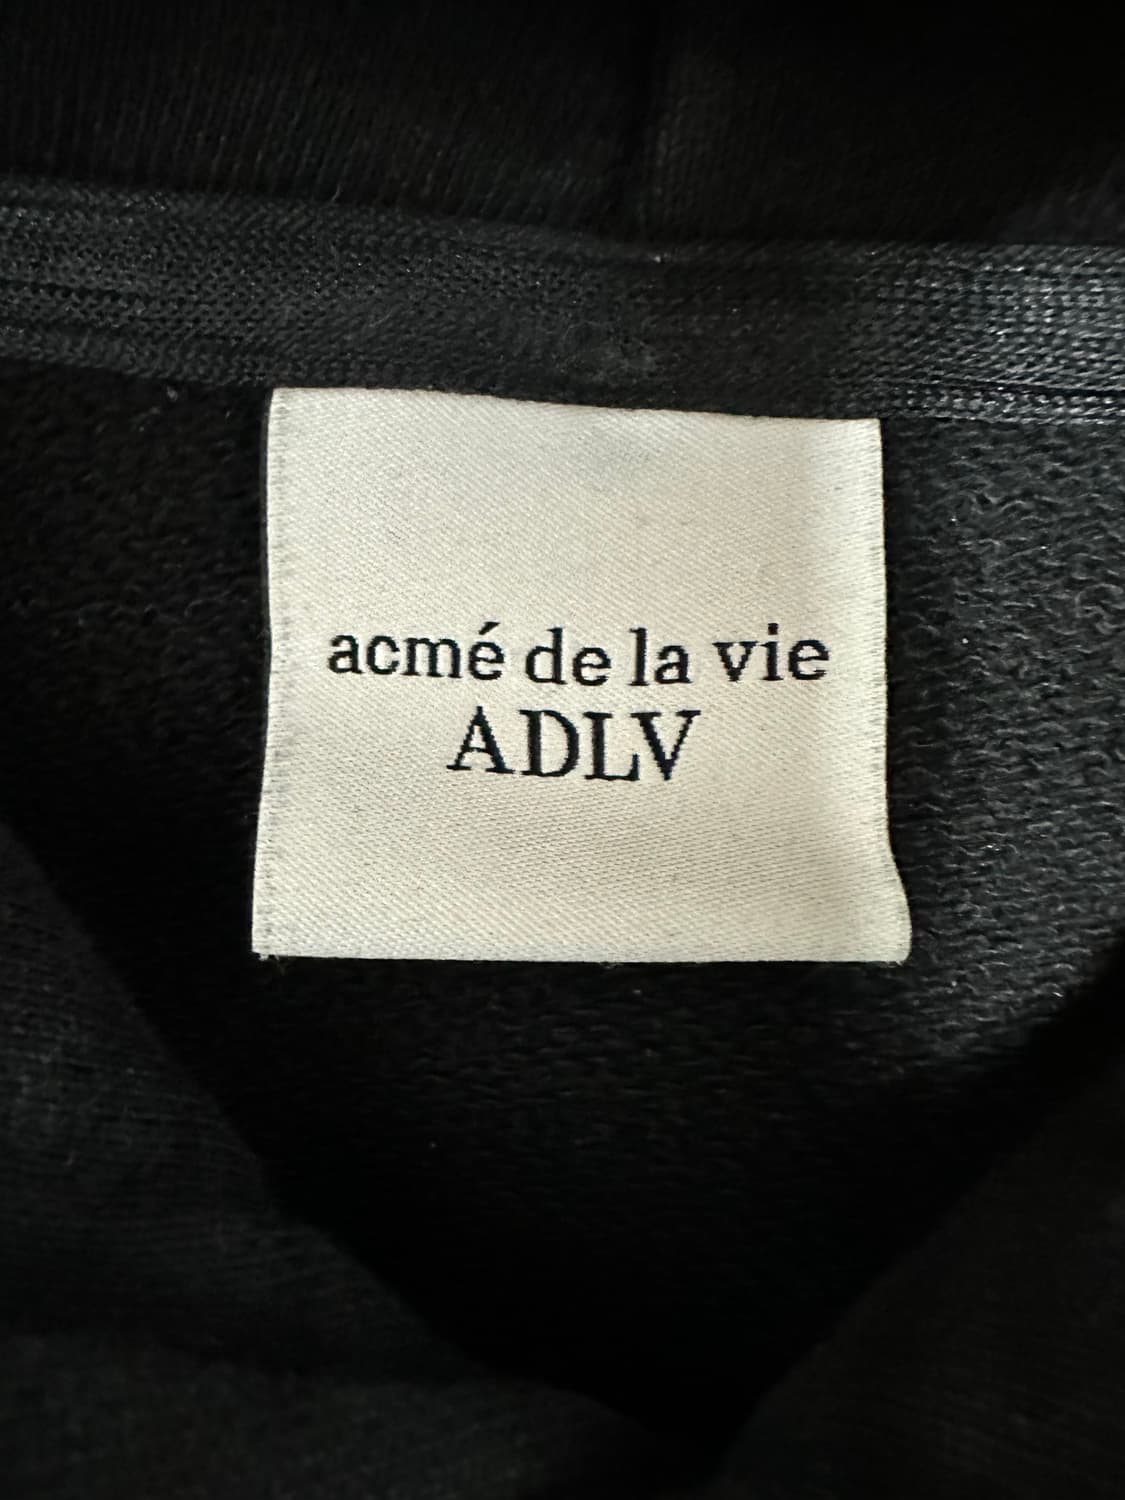 acmé de la vie
ADLV